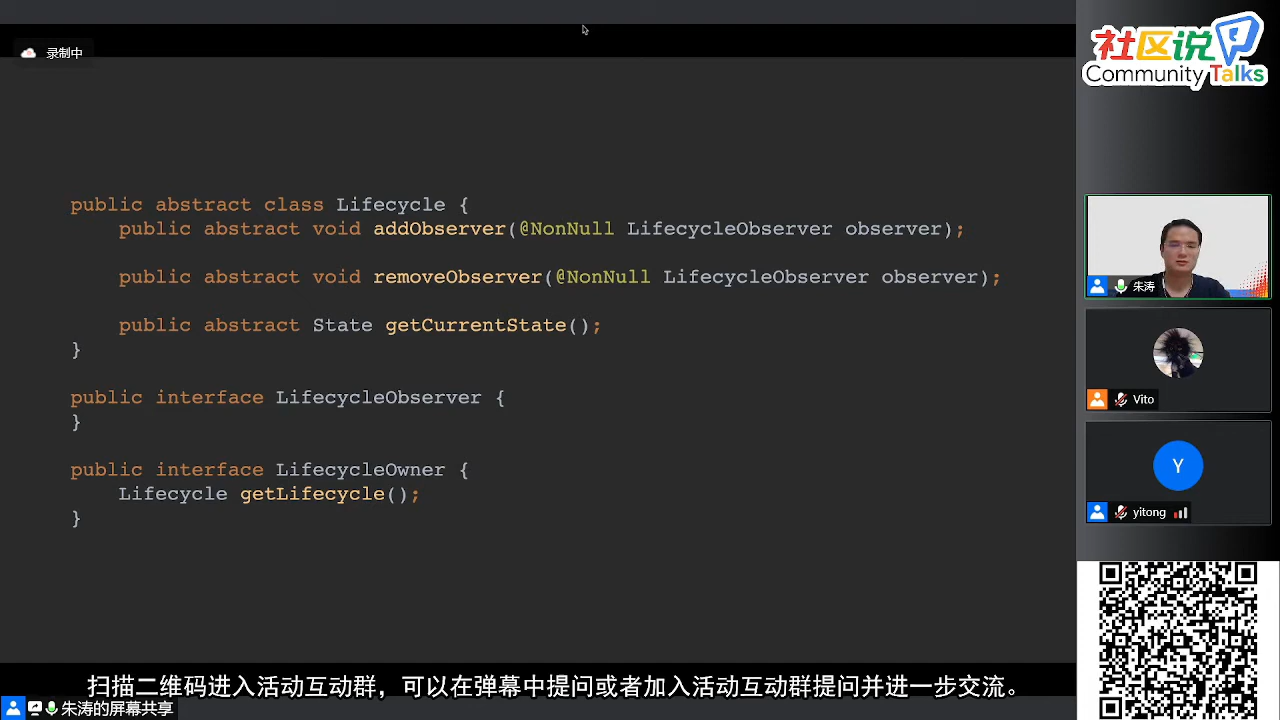 录制中
public abstract class Lifecycle {
public abstract void addObserver(@NonNull LifecycleObserver observer);
public abstract void removeObserver(@NonNull LifecycleObserver observer);
public abstract State getCurrentState();
}
public interface LifecycleObserver {
}
public interface LifecycleOwner {
Lifecycle getLifecycle();
}
扫描二维码进入活动互动群，可以在弹幕中提问或者加入活动互动群提问并进一步交流。
朱涛的屏幕共享
社区说
Community Talks
朱涛
Vito
Y
yitong